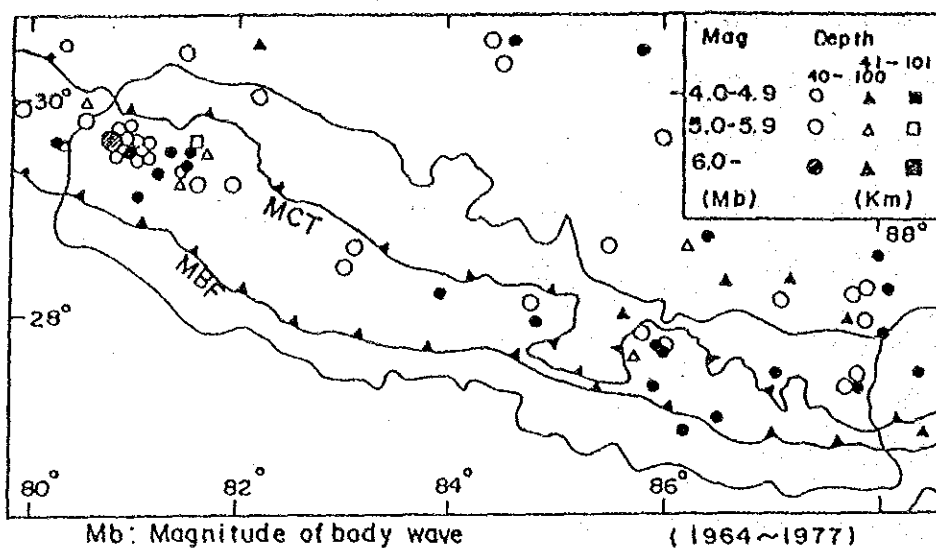 Mag Depth
40~ 41~100 101
-4.0-4.9
5.0-5.9
6.0-
(Mb) (Km)
30°
88°
MCT
MBF
28°
80° 82° 84° 86°
Mb: Magnitude of body wave (1964~1977)